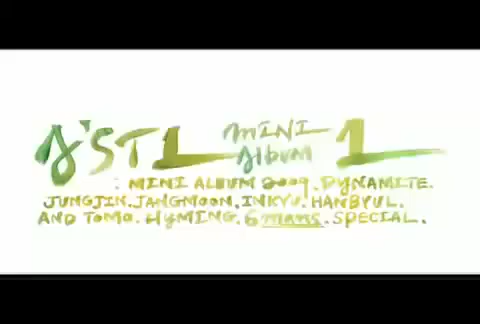 A'ST1 MINI ALBUM 1
: MINI ALBUM 2009. DYNAMITE.
JUNGJIN. JANGMOON. INKYU. HANBYUL.
AND TOMO. HYMING. 6 mans. SPECIAL.